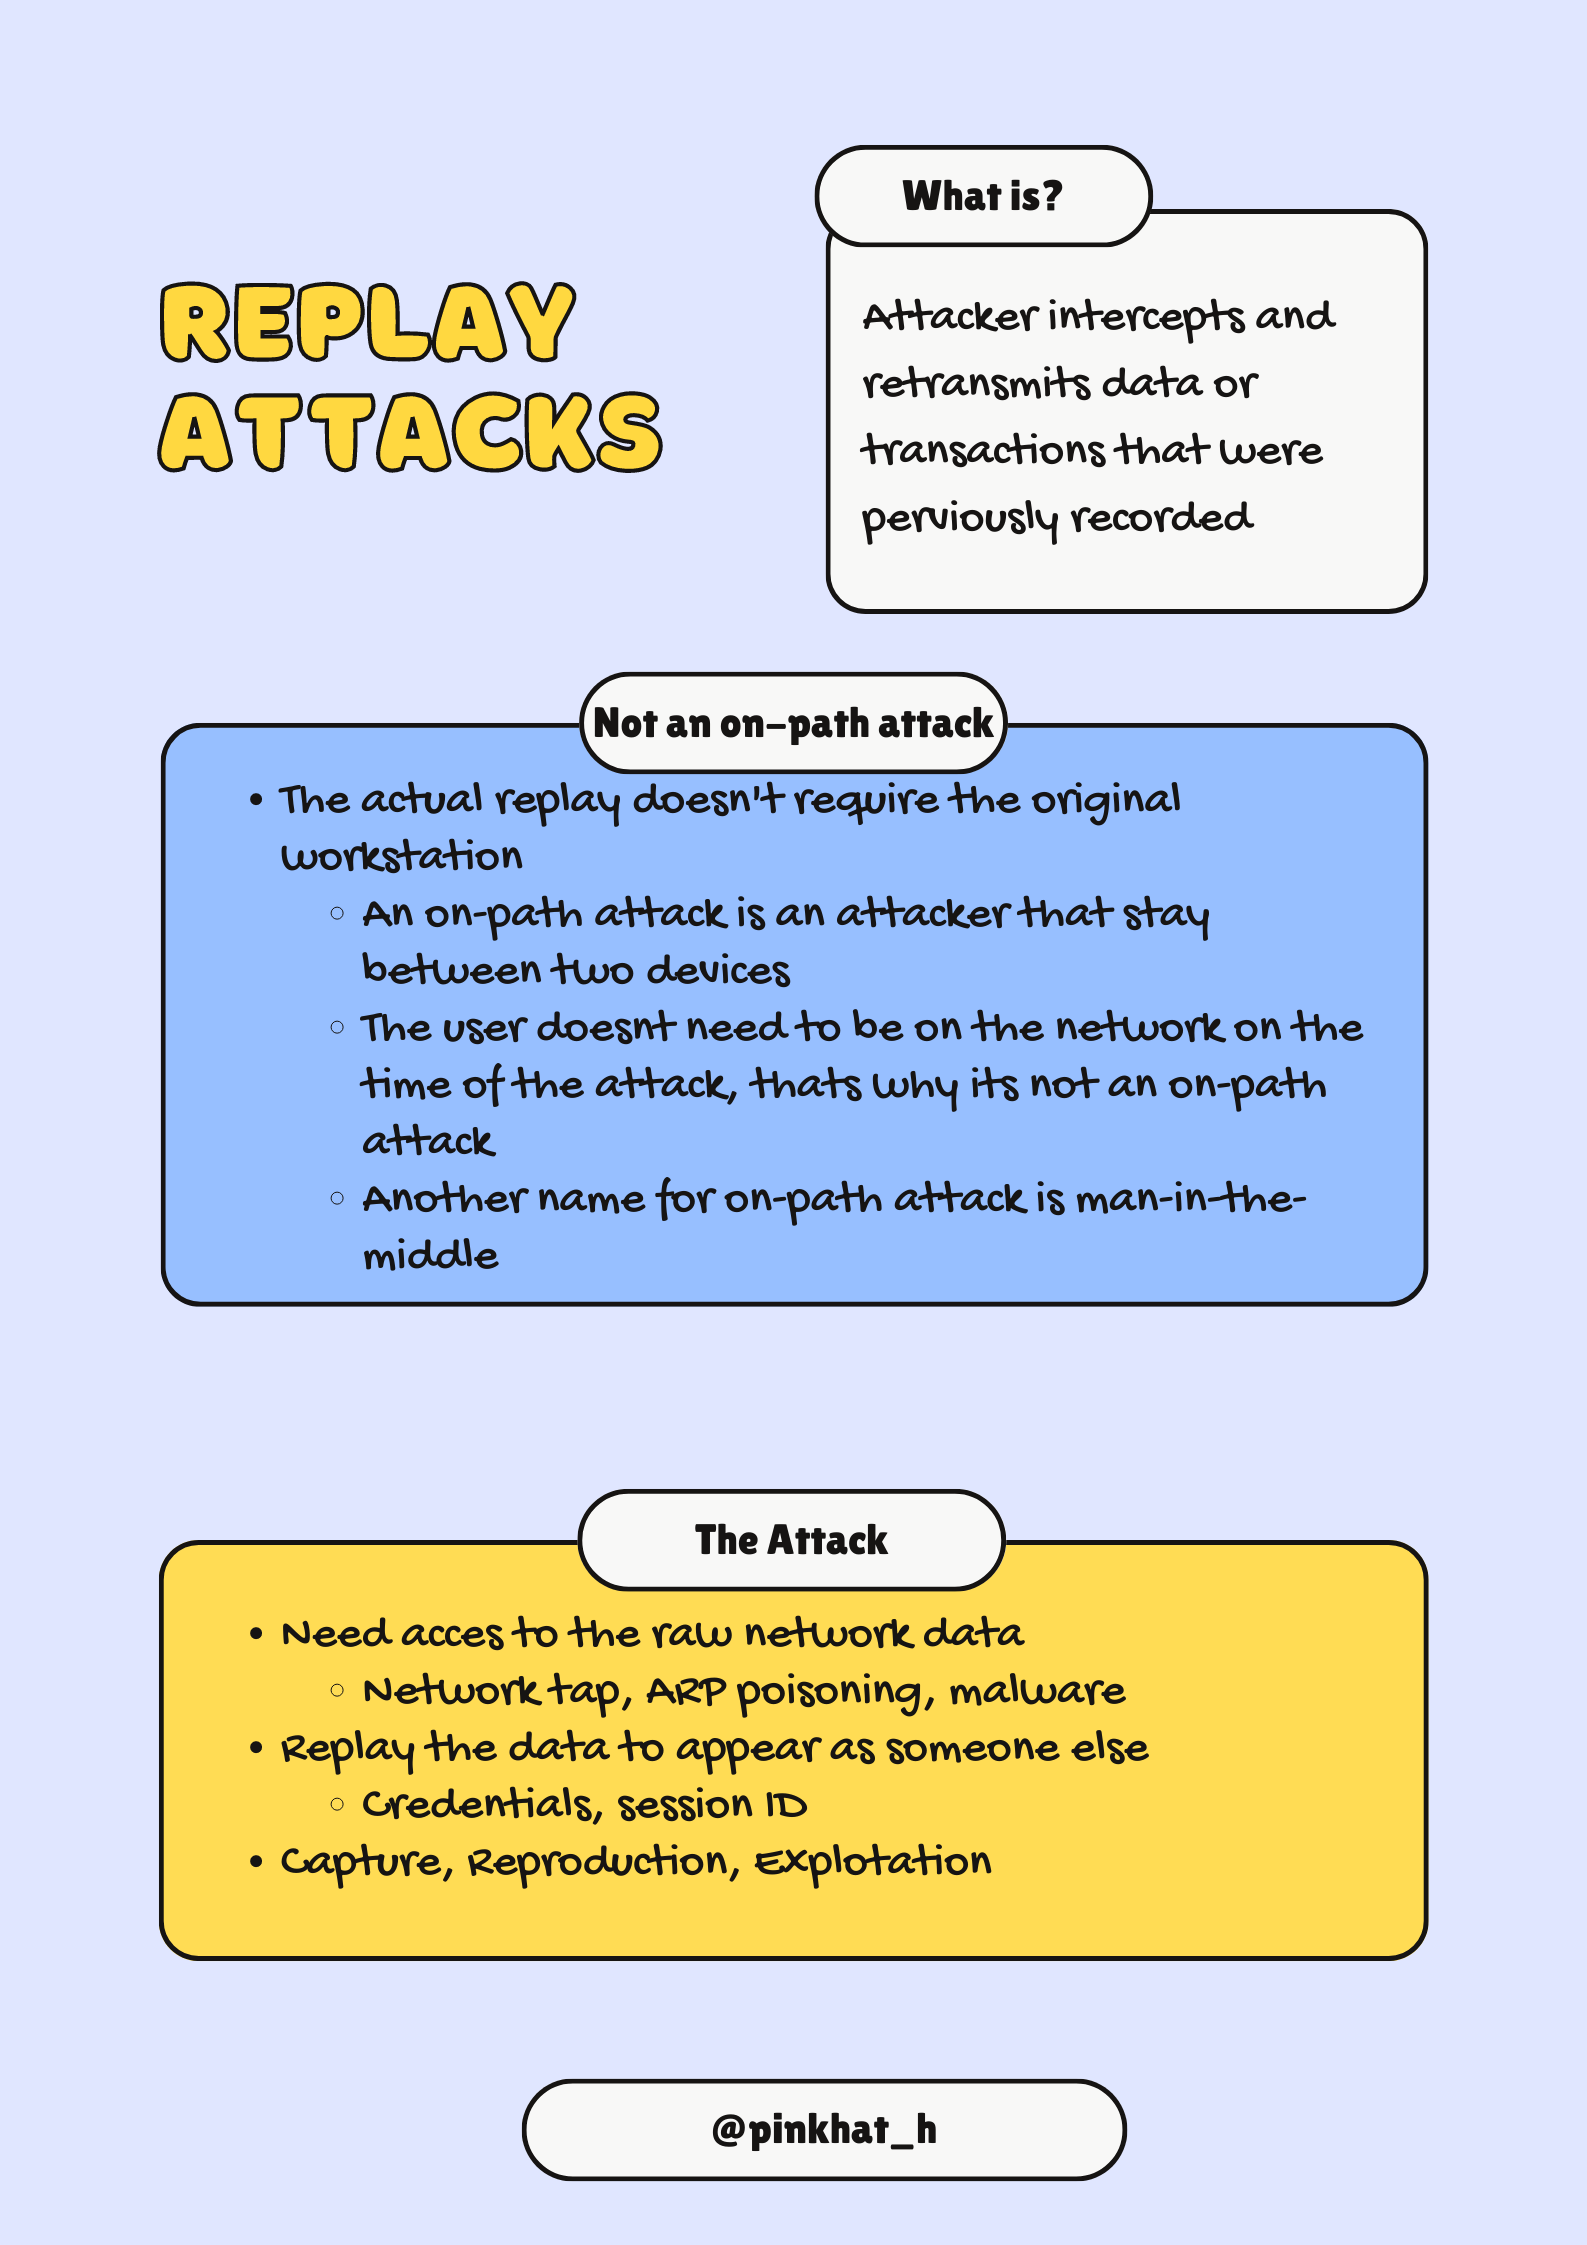 REPLAY
ATTACKS
What is?
Attacker intercepts and
retransmits data or
transactions that were
perviously recorded
Not an on-path attack
• The actual replay doesn't require the original
workstation
◦ An on-path attack is an attacker that stay
between two devices
◦ The user doesnt need to be on the network on the
time of the attack, thats why its not an on-path
attack
◦ Another name for on-path attack is man-in-the-
middle
The Attack
• Need acces to the raw network data
◦ Network tap, ARP poisoning, malware
• Replay the data to appear as someone else
◦ Credentials, session ID
• Capture, Reproduction, Explotation
@pinkhat_h